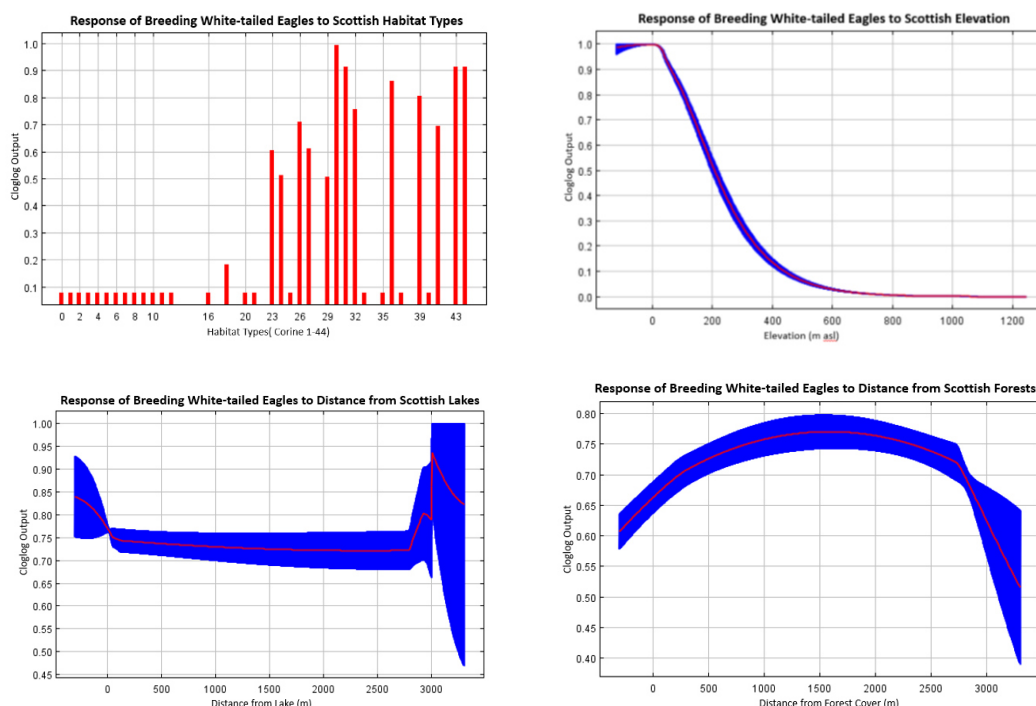 Response of Breeding White-tailed Eagles to Scottish Habitat Types
Cloglog Output
1.0
0.9
0.8
0.7
0.6
0.5
0.4
0.3
0.2
0.1
0 2 4 6 8 10 16 20 23 26 29 32 35 39 43
Habitat Types( Corine 1-44)
Response of Breeding White-tailed Eagles to Scottish Elevation
Cloglog Output
1.0
0.9
0.8
0.7
0.6
0.5
0.4
0.3
0.2
0.1
0.0
0 200 400 600 800 1000 1200
Elevation (m asl)
Response of Breeding White-tailed Eagles to Distance from Scottish Lakes
Cloglog Output
1.00
0.95
0.90
0.85
0.80
0.75
0.70
0.65
0.60
0.55
0.50
0.45
0 500 1000 1500 2000 2500 3000
Distance from Lake (m)
Response of Breeding White-tailed Eagles to Distance from Scottish Forests
Cloglog Output
0.80
0.75
0.70
0.65
0.60
0.55
0.50
0.45
0.40
0 500 1000 1500 2000 2500 3000
Distance from Forest Cover (m)